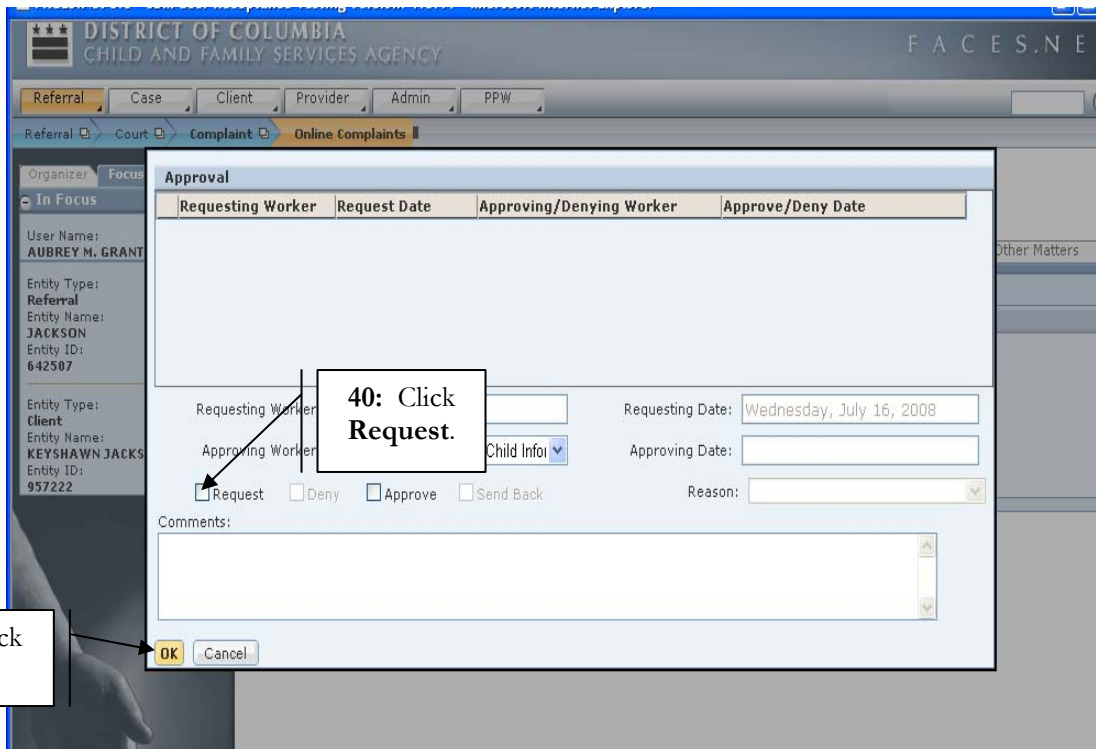 DISTRICT OF COLUMBIA
CHILD AND FAMILY SERVICES AGENCY
FACES.NE
Referral Case Client Provider Admin PPW
Referral Court Complaint Online Complaints
Organizer Focus
In Focus
User Name:
AUBREY M. GRANT
Entity Type:
Referral
Entity Name:
JACKSON
Entity ID:
642507
Entity Type:
Client
Entity Name:
KEYSHAWN JACKS
Entity ID:
957222
Other Matters
Approval
Requesting Worker Request Date Approving/Denying Worker Approve/Deny Date
Requesting Worker Requesting Date: Wednesday, July 16, 2008
Approving Worker Child Infor Approving Date:
Request Deny Approve Send Back Reason:
Comments:
OK Cancel
40: Click
Request.
ck